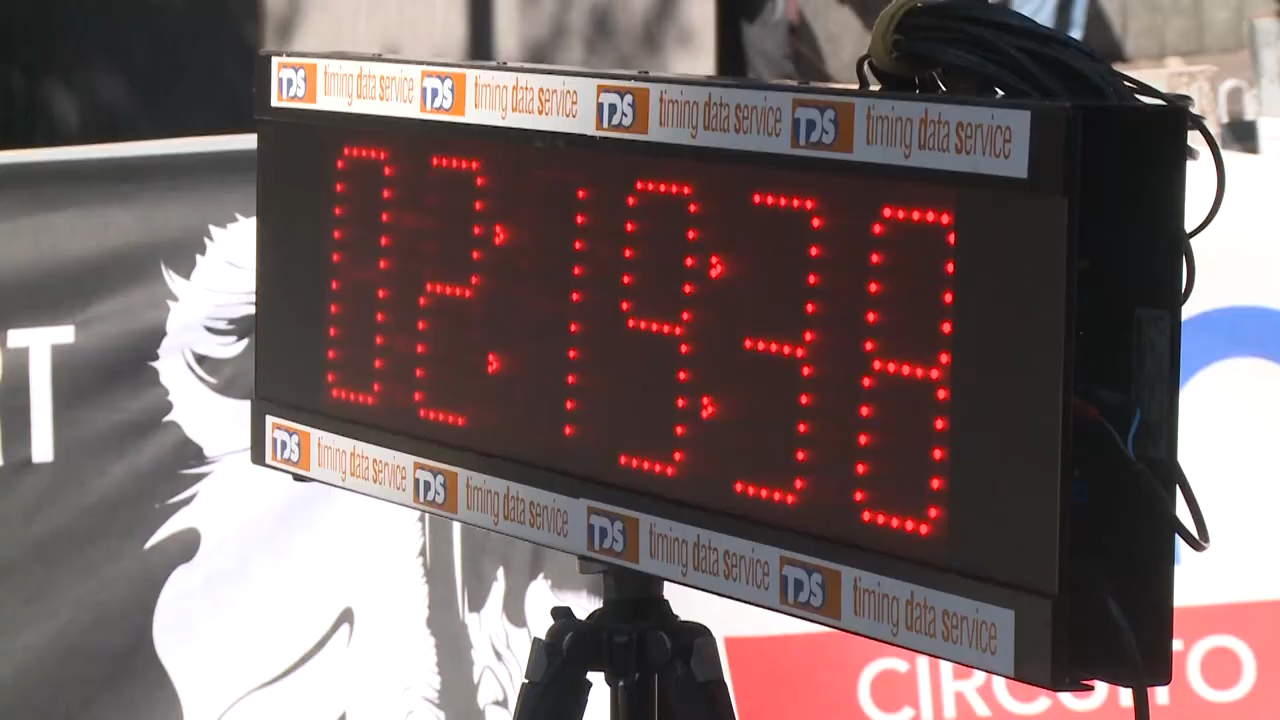 TDS timing data service TDS timing data service TDS timing data service TDS timing data service
02:19:38
TDS timing data service TDS timing data service TDS timing data service TDS timing data service
T
CIRCUITO